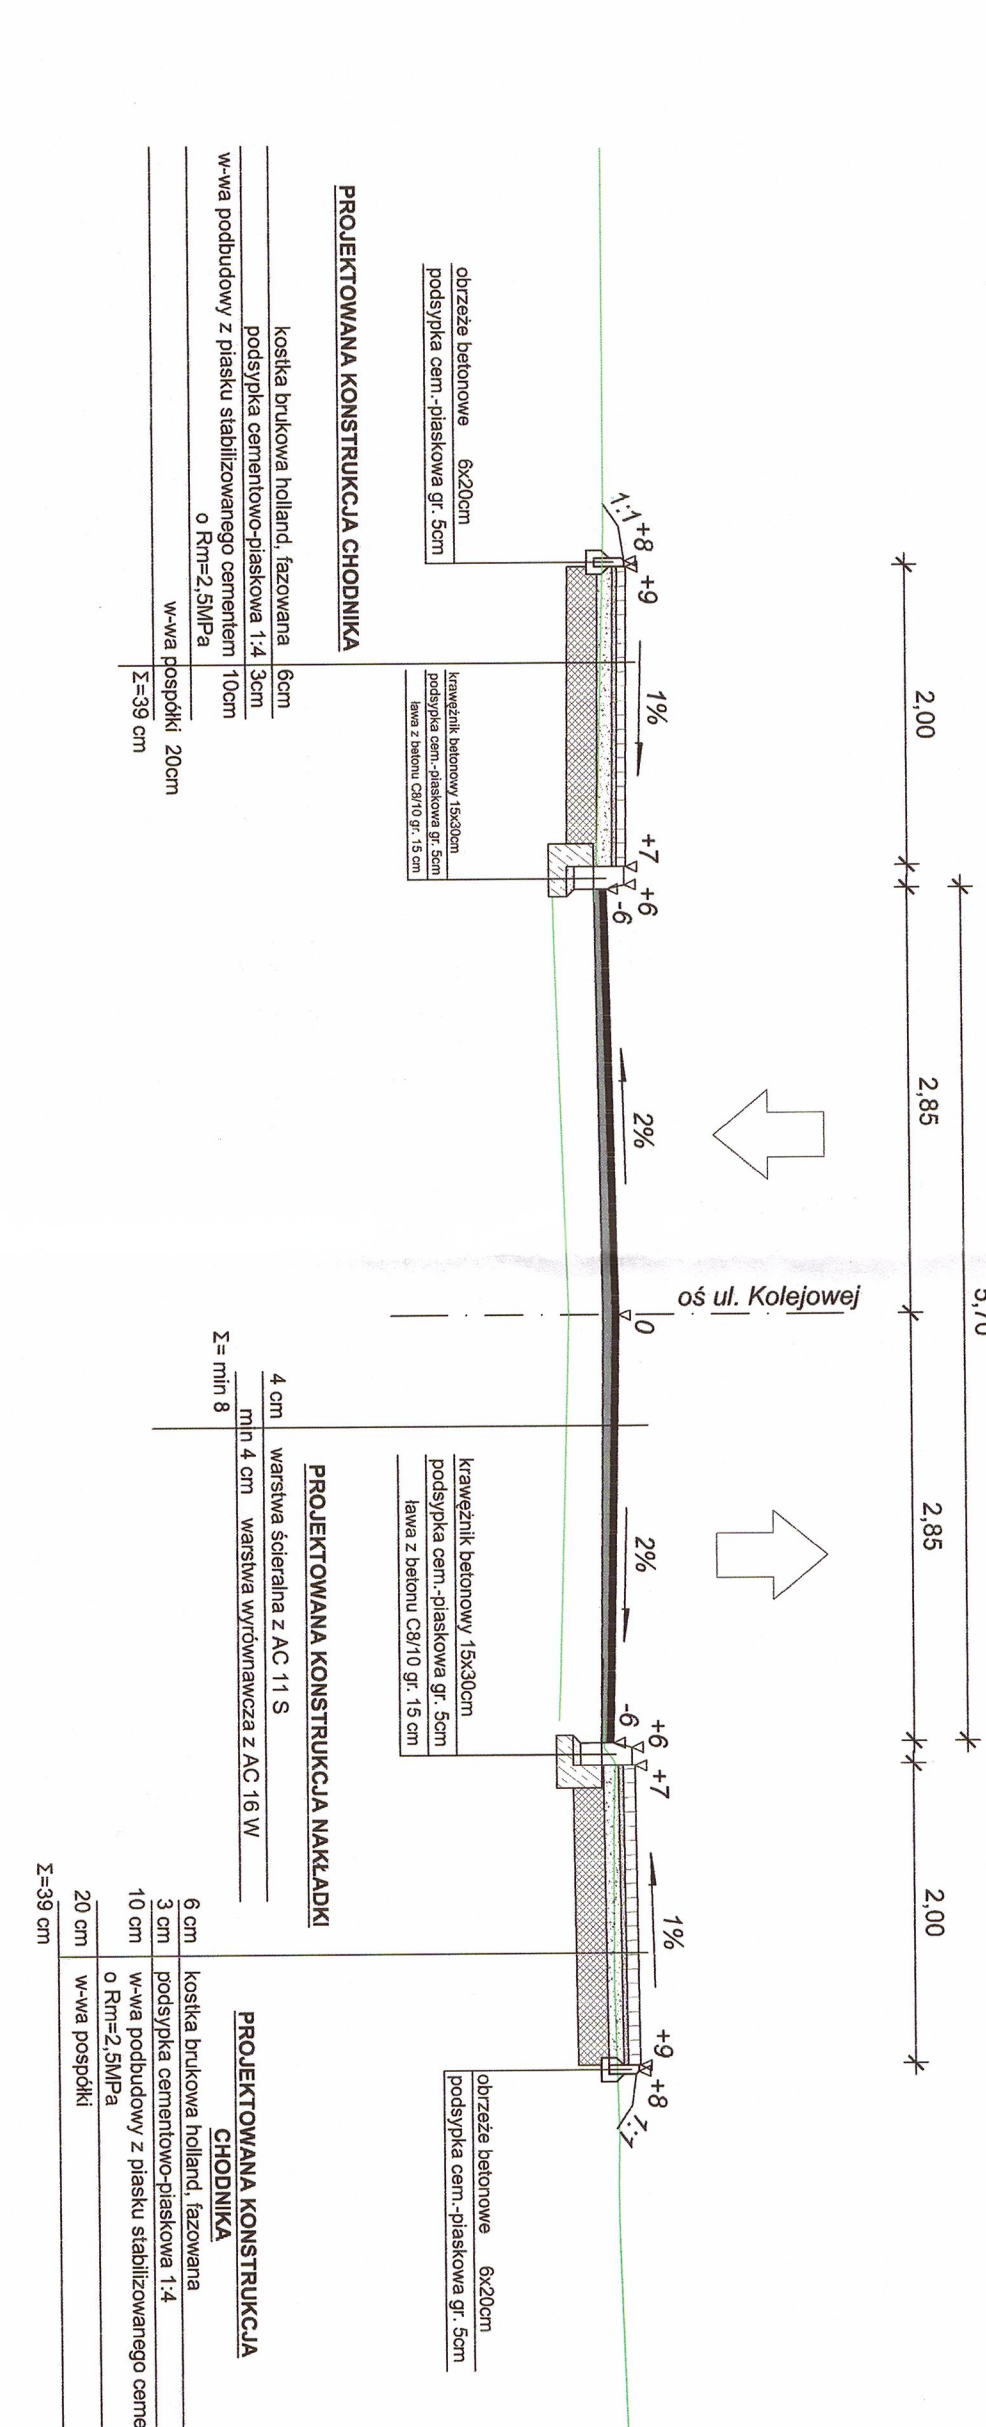 5,70
2,00
2,85
2,85
2,00
oś ul. Kolejowej
1:1
+8
+9
1%
+7
+6
-6
2%
0
2%
-6
+6
+7
1%
+9
+8
1:1
obrzeże betonowe 6x20cm
podsypka cem.-piaskowa gr. 5cm
krawężnik betonowy 15x30cm
podsypka cem.-piaskowa gr. 5cm
ława z betonu C8/10 gr. 15 cm
PROJEKTOWANA KONSTRUKCJA CHODNIKA
kostka brukowa holland, fazowana 6cm
podsypka cementowo-piaskowa 1:4 3cm
w-wa podbudowy z piasku stabilizowanego cementem 10cm
o Rm=2,5MPa
w-wa pospółki 20cm
Σ=39 cm
krawężnik betonowy 15x30cm
podsypka cem.-piaskowa gr. 5cm
ława z betonu C8/10 gr. 15 cm
PROJEKTOWANA KONSTRUKCJA NAKŁADKI
4 cm warstwa ścieralna z AC 11 S
min 4 cm warstwa wyrównawcza z AC 16 W
Σ= min 8
obrzeże betonowe 6x20cm
podsypka cem.-piaskowa gr. 5cm
PROJEKTOWANA KONSTRUKCJA
CHODNIKA
6 cm kostka brukowa holland, fazowana
3 cm podsypka cementowo-piaskowa 1:4
10 cm w-wa podbudowy z piasku stabilizowanego ceme
o Rm=2,5MPa
20 cm w-wa pospółki
Σ=39 cm